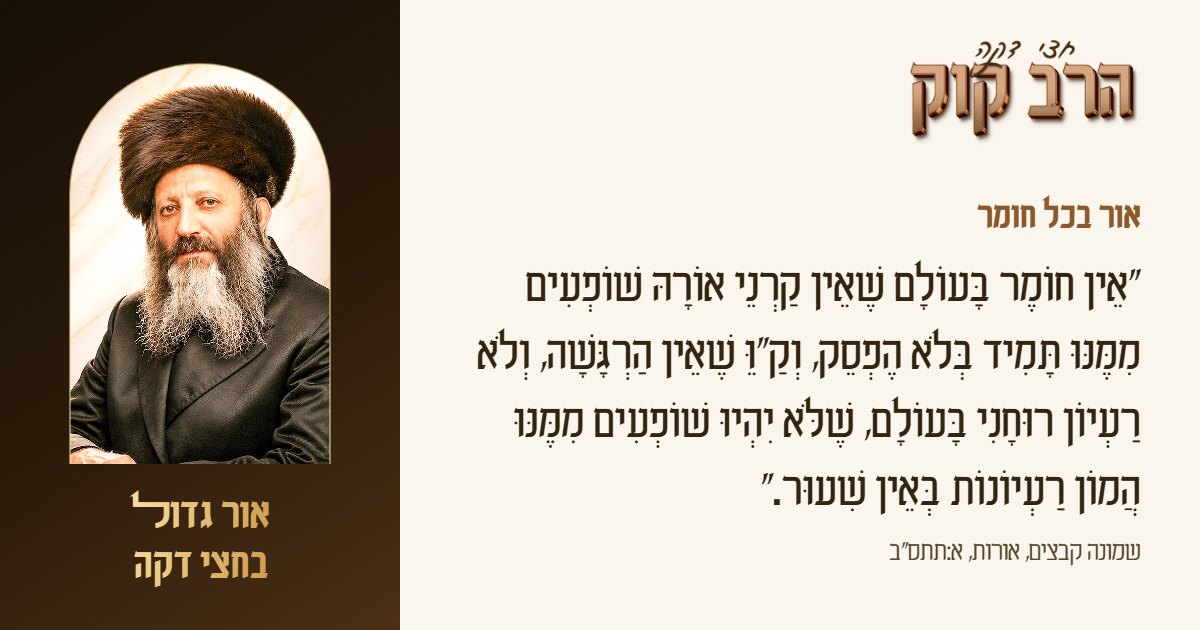 חצי דקה
הרב קוק
אור בכל חומר
"אֵין חוֹמֶר בָּעוֹלָם שֶׁאֵין קַרְנֵי אוֹרָהּ שׁוֹפְעִים
מִמֶּנּוּ תָּמִיד בְּלֹא הֶפְסֵק, וְקַ"וּ שֶׁאֵין הַרְגָּשָׁה, וְלֹא
רַעְיוֹן רוּחָנִי בָּעוֹלָם, שֶׁלֹּא יִהְיוּ שׁוֹפְעִים מִמֶּנּוּ
הֲמוֹן רַעְיוֹנוֹת בְּאֵין שִׁעוּר."
שמונה קבצים, אורות, א:תתס"ב
אור גדול
בחצי דקה